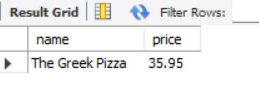 Result Grid Filter Rows:
name price
The Greek Pizza 35.95